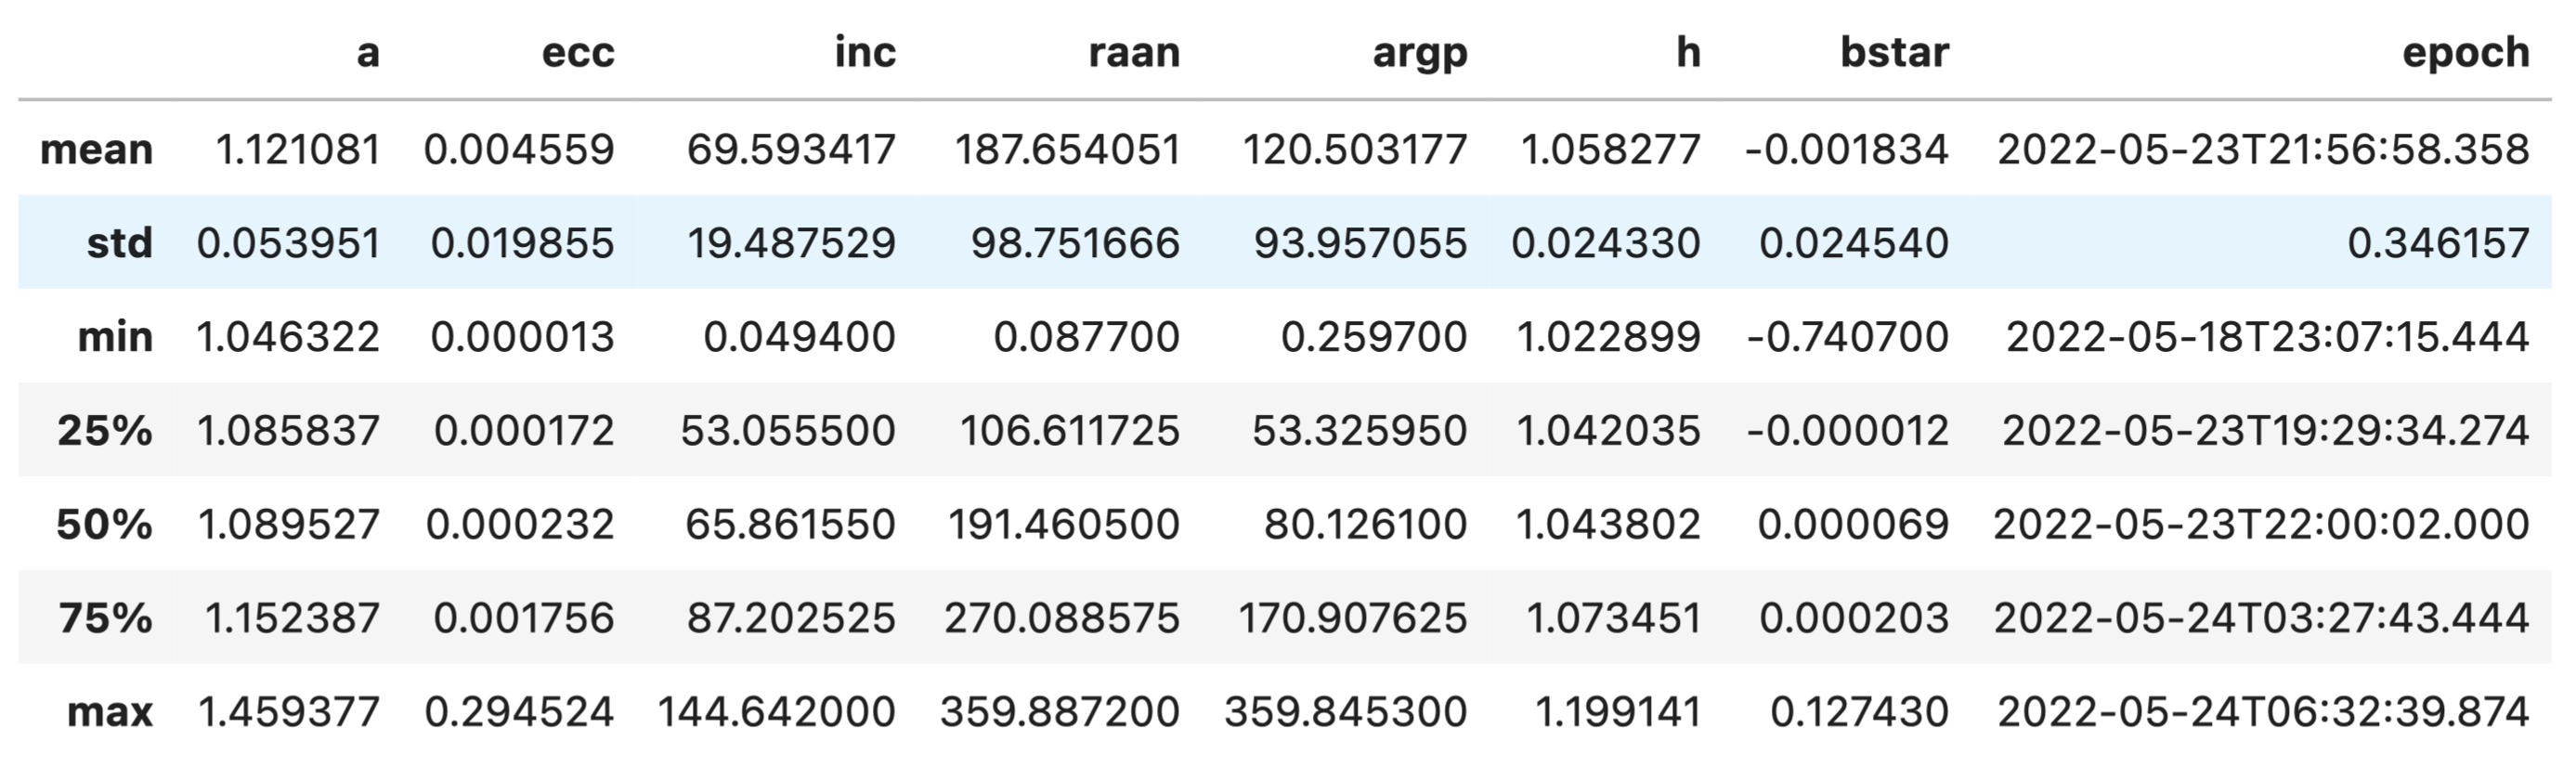 a ecc inc raan argp h bstar epoch
mean 1.121081 0.004559 69.593417 187.654051 120.503177 1.058277 -0.001834 2022-05-23T21:56:58.358
std 0.053951 0.019855 19.487529 98.751666 93.957055 0.024330 0.024540 0.346157
min 1.046322 0.000013 0.049400 0.087700 0.259700 1.022899 -0.740700 2022-05-18T23:07:15.444
25% 1.085837 0.000172 53.055500 106.611725 53.325950 1.042035 -0.000012 2022-05-23T19:29:34.274
50% 1.089527 0.000232 65.861550 191.460500 80.126100 1.043802 0.000069 2022-05-23T22:00:02.000
75% 1.152387 0.001756 87.202525 270.088575 170.907625 1.073451 0.000203 2022-05-24T03:27:43.444
max 1.459377 0.294524 144.642000 359.887200 359.845300 1.199141 0.127430 2022-05-24T06:32:39.874